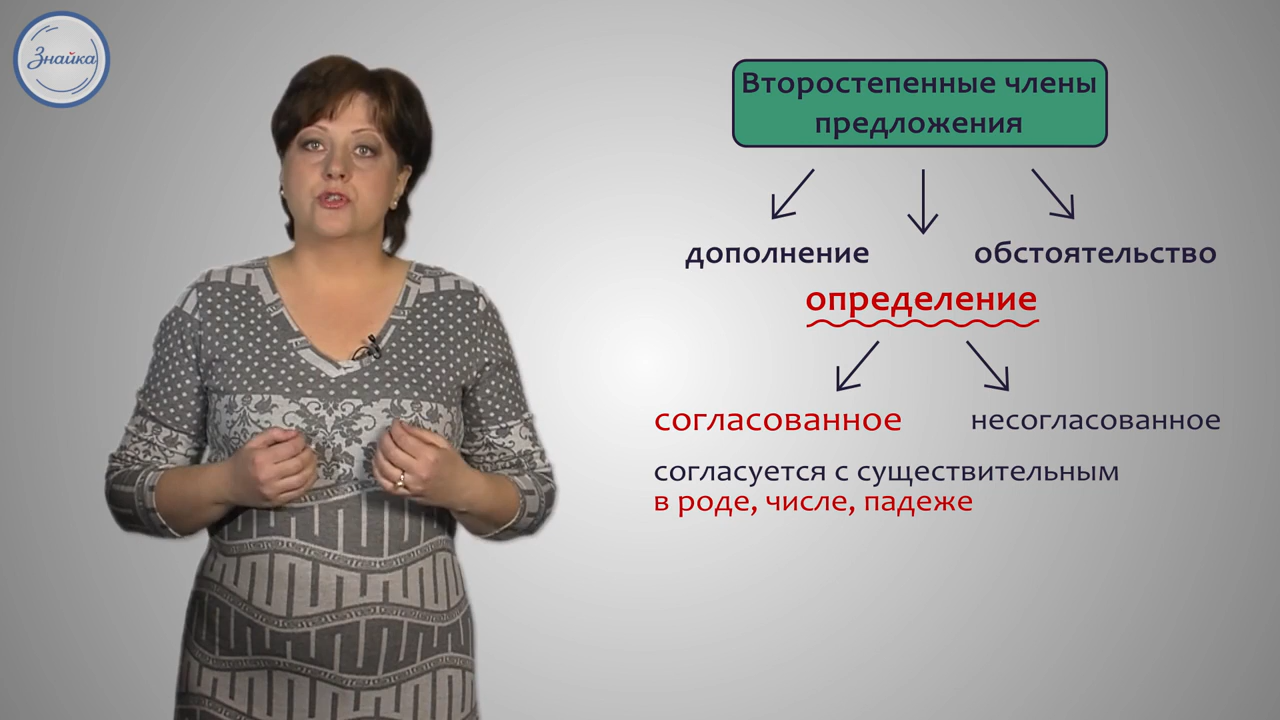 Знайка
Второстепенные члены
предложения
дополнение
обстоятельство
определение
согласованное
несогласованное
согласуется с существительным
в роде, числе, падеже